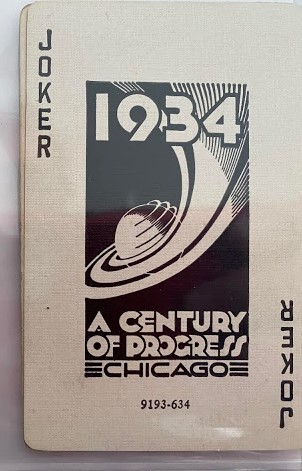 JOKER
1934
A CENTURY
OF PROGRESS
CHICAGO
9193-634
JOKER